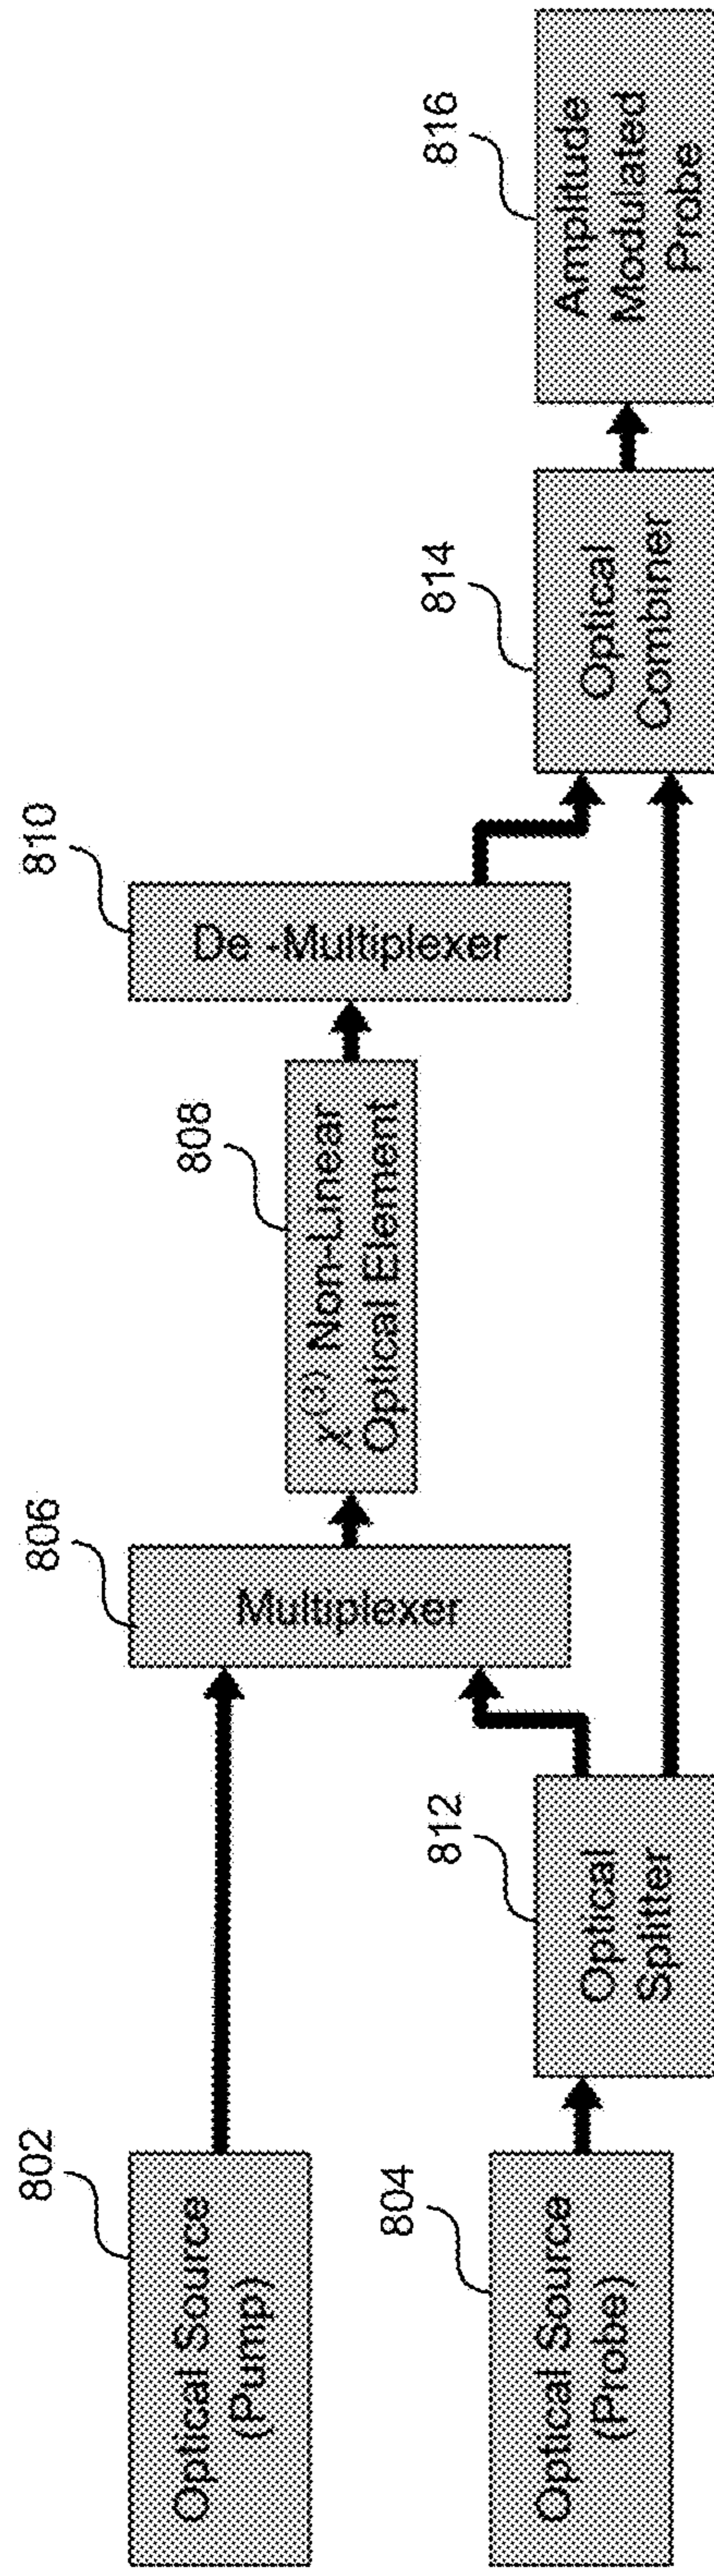 802
Optical Source
(Pump)
804
Optical Source
(Probe)
812
Optical
Splitter
806
Multiplexer
808
χ(3) Non-Linear
Optical Element
810
De -Multiplexer
814
Optical
Combiner
816
Amplitude
Modulated
Probe